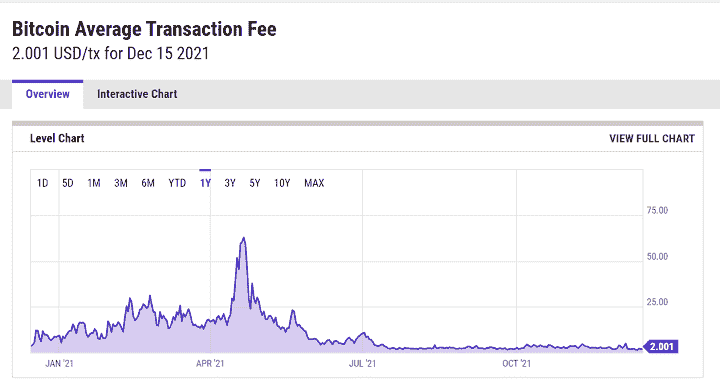 Bitcoin Average Transaction Fee
2.001 USD/tx for Dec 15 2021
Overview Interactive Chart
Level Chart VIEW FULL CHART
1D 5D 1M 3M 6M YTD 1Y 3Y 5Y 10Y MAX
75.00
50.00
25.00
2.001
JAN '21 APR '21 JUL '21 OCT '21